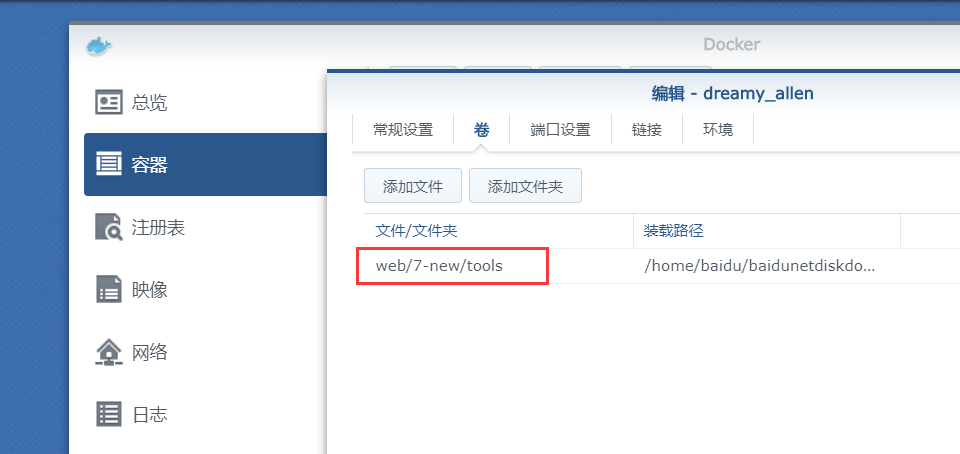 Docker
总览
容器
注册表
映像
网络
日志
编辑 - dreamy_allen
常规设置 卷 端口设置 链接 环境
添加文件 添加文件夹
文件/文件夹 装载路径
web/7-new/tools /home/baidu/baidunetdiskdo...